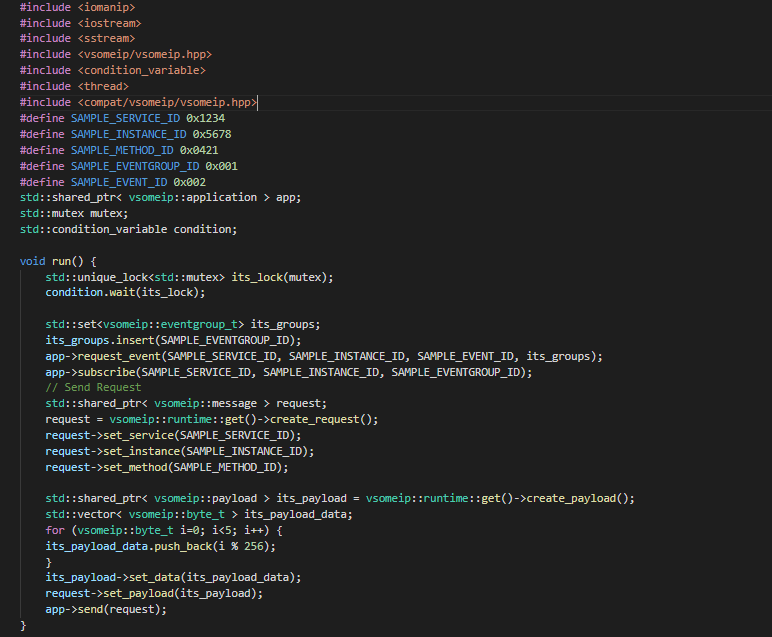 #include <iomanip>
#include <iostream>
#include <sstream>
#include <vsomeip/vsomeip.hpp>
#include <condition_variable>
#include <thread>
#include <compat/vsomeip/vsomeip.hpp>
#define SAMPLE_SERVICE_ID 0x1234
#define SAMPLE_INSTANCE_ID 0x5678
#define SAMPLE_METHOD_ID 0x0421
#define SAMPLE_EVENTGROUP_ID 0x001
#define SAMPLE_EVENT_ID 0x002
std::shared_ptr< vsomeip::application > app;
std::mutex mutex;
std::condition_variable condition;

void run() {
    std::unique_lock<std::mutex> its_lock(mutex);
    condition.wait(its_lock);

    std::set<vsomeip::eventgroup_t> its_groups;
    its_groups.insert(SAMPLE_EVENTGROUP_ID);
    app->request_event(SAMPLE_SERVICE_ID, SAMPLE_INSTANCE_ID, SAMPLE_EVENT_ID, its_groups);
    app->subscribe(SAMPLE_SERVICE_ID, SAMPLE_INSTANCE_ID, SAMPLE_EVENTGROUP_ID);
    // Send Request
    std::shared_ptr< vsomeip::message > request;
    request = vsomeip::runtime::get()->create_request();
    request->set_service(SAMPLE_SERVICE_ID);
    request->set_instance(SAMPLE_INSTANCE_ID);
    request->set_method(SAMPLE_METHOD_ID);

    std::shared_ptr< vsomeip::payload > its_payload = vsomeip::runtime::get()->create_payload();
    std::vector< vsomeip::byte_t > its_payload_data;
    for (vsomeip::byte_t i=0; i<5; i++) {
    its_payload_data.push_back(i % 256);
    }
    its_payload->set_data(its_payload_data);
    request->set_payload(its_payload);
    app->send(request);
}